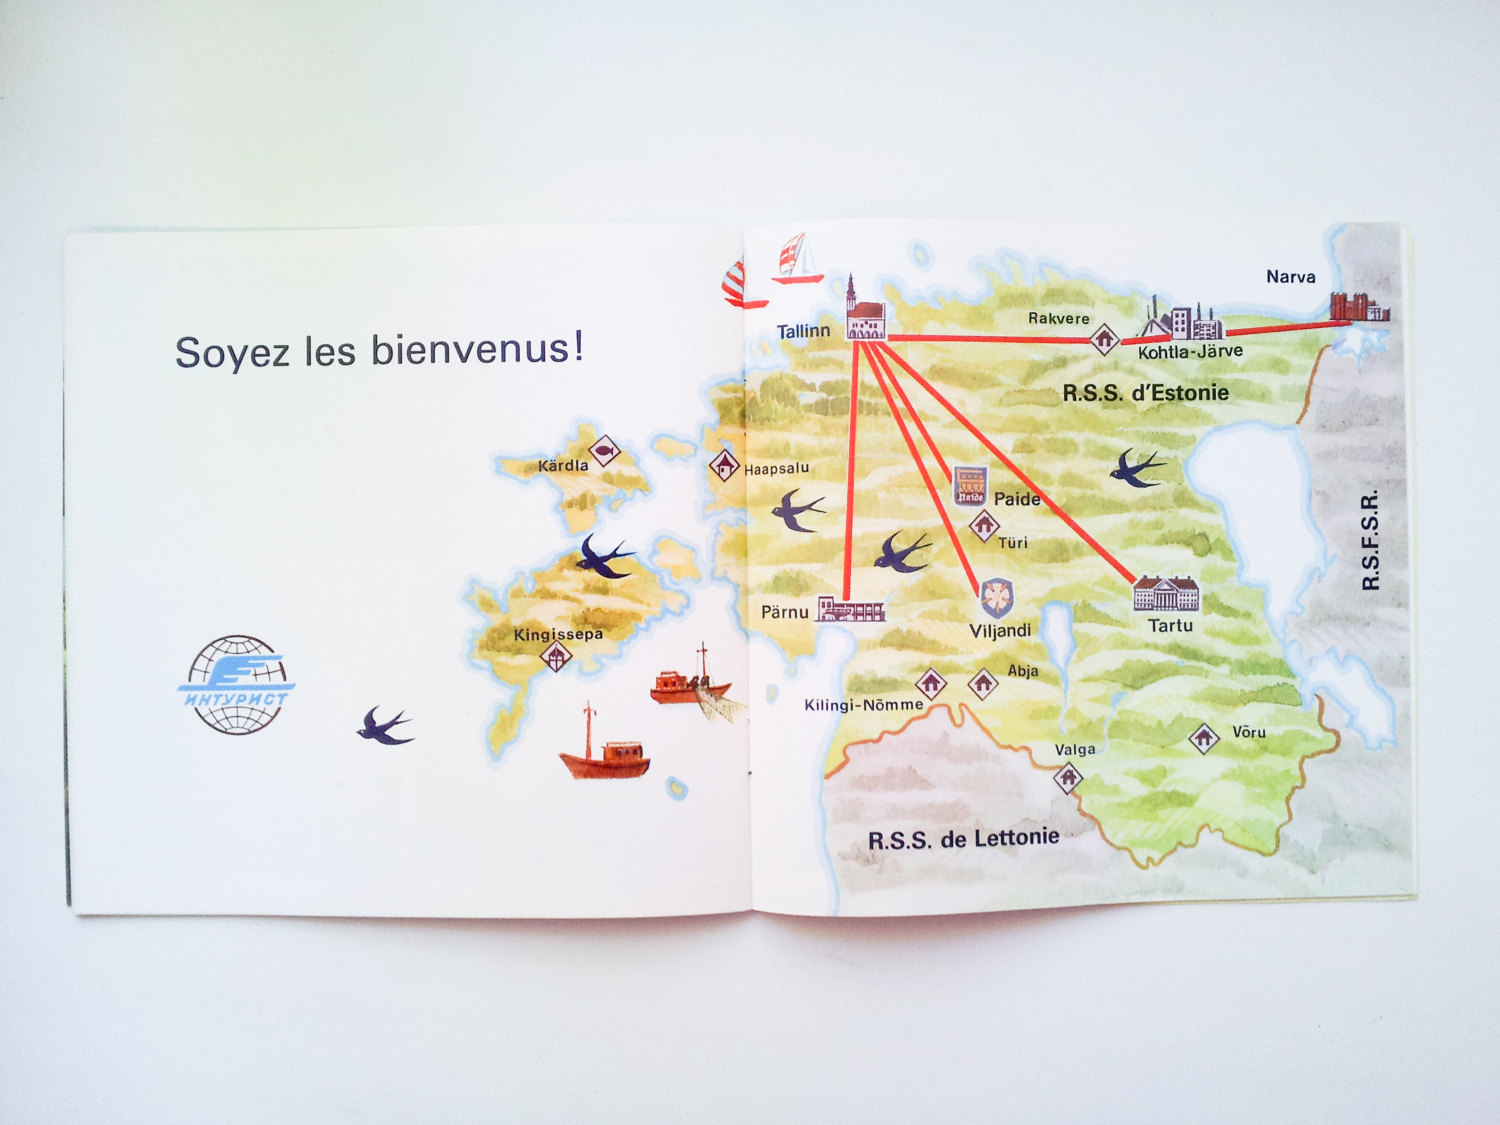 Soyez les bienvenus!
ИНТУРИСТ
Kärdla
Kingissepa
Haapsalu
Tallinn
Rakvere
Kohtla-Järve
Narva
R.S.S. d'Estonie
R.S.F.S.R.
Paide
Paide
Türi
Pärnu
Viljandi
Tartu
Abja
Kilingi-Nõmme
Võru
Valga
R.S.S. de Lettonie